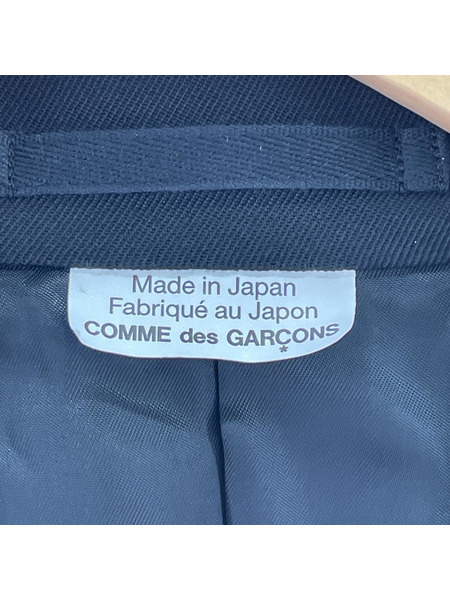 Made in Japan
Fabriqué au Japon
COMME des GARÇONS
*